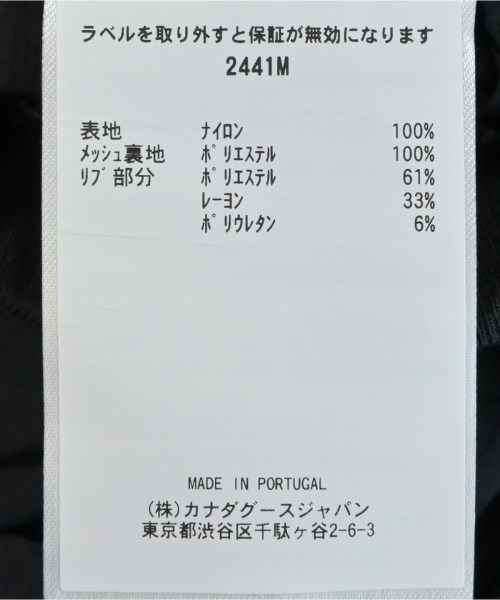 ラベルを取り外すと保証が無効になります
2441M
表地 ﾅｲﾛﾝ 100%
ﾒｯｼｭ裏地 ﾎﾟﾘｴｽﾃﾙ 100%
ﾘﾌﾞ部分 ﾎﾟﾘｴｽﾃﾙ 61%
ﾚｰﾖﾝ 33%
ﾎﾟﾘｳﾚﾀﾝ 6%
MADE IN PORTUGAL
(株)カナダグースジャパン
東京都渋谷区千駄ヶ谷2-6-3